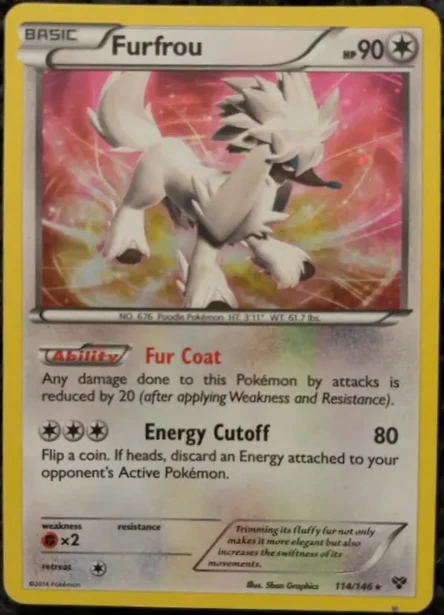 BASIC
Furfrou
HP 90
NO. 676 Poodle Pokémon HT: 3'11" WT: 61.7 lbs.
Ability Fur Coat
Any damage done to this Pokémon by attacks is
reduced by 20 (after applying Weakness and Resistance).
Energy Cutoff 80
Flip a coin. If heads, discard an Energy attached to your
opponent's Active Pokémon.
weakness resistance
×2
Trimming its fluffy fur not only
makes it more elegant but also
increases the swiftness of its
movements.
retreat
©2014 Pokémon Illus. 5ban Graphics 114/146
XY